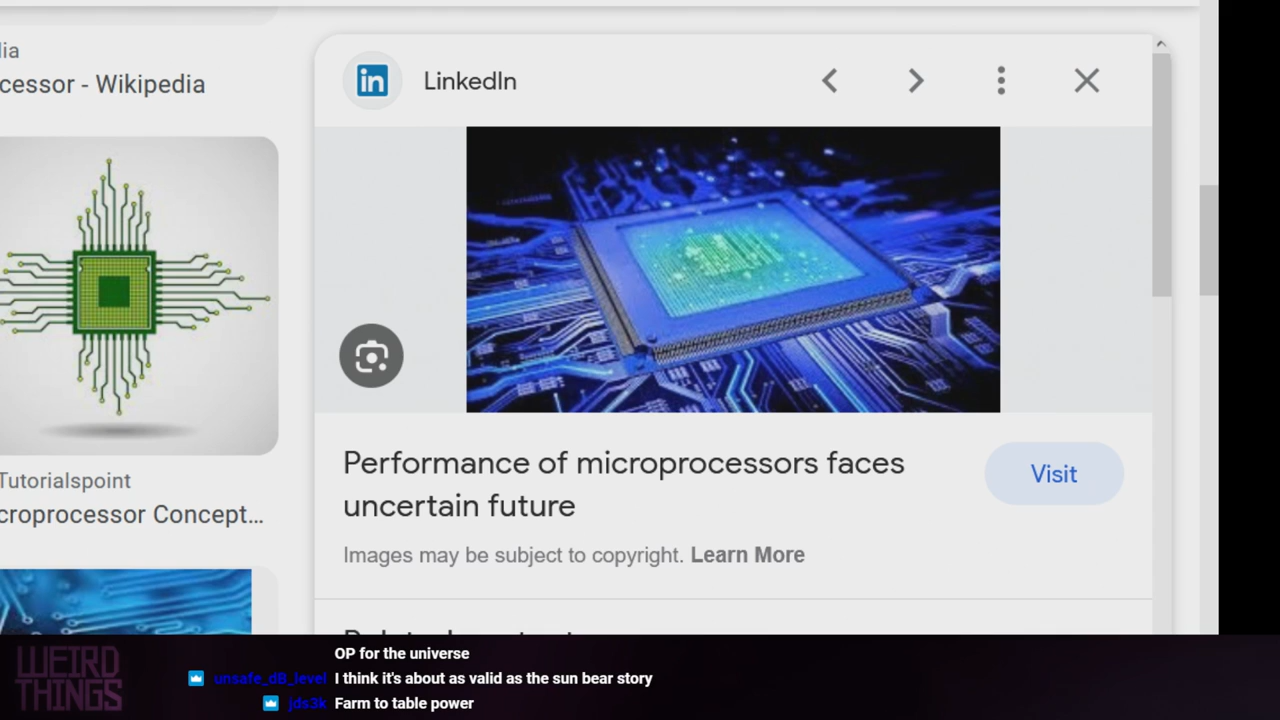 lia
cessor - Wikipedia
in LinkedIn
Tutorialspoint
croprocessor Concept...
Performance of microprocessors faces
uncertain future
Visit
Images may be subject to copyright. Learn More
WEIRD
THINGS
OP for the universe
unsafe_dB_level I think it's about as valid as the sun bear story
jds3k Farm to table power